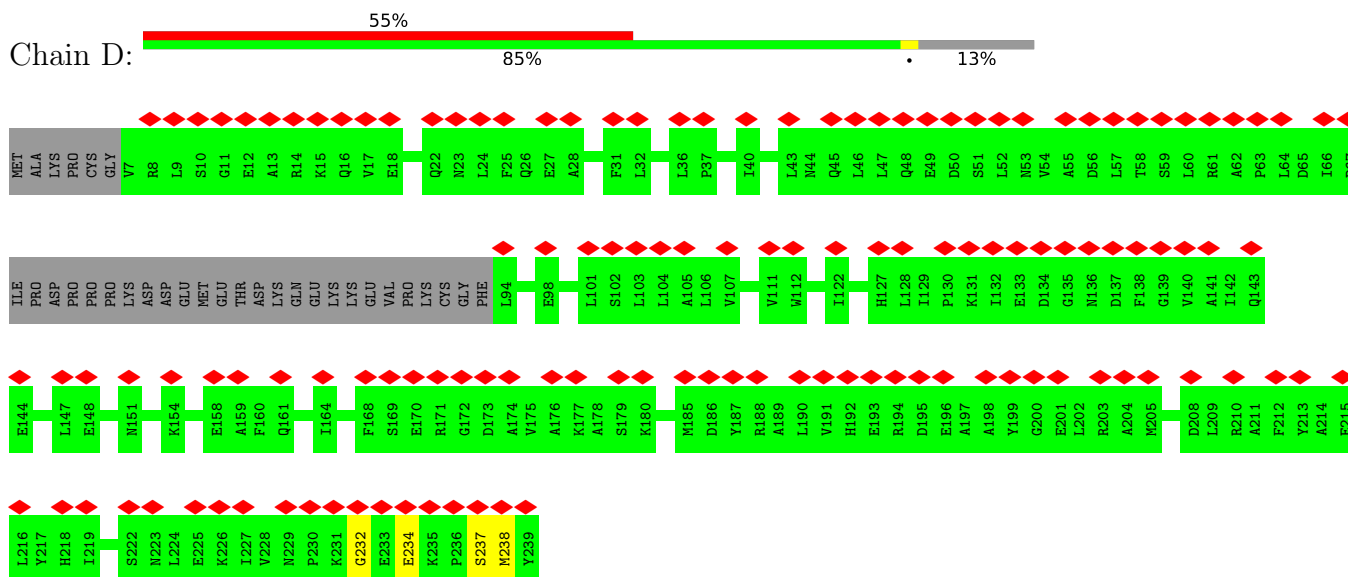 55%
Chain D:
85% • 13%
MET ALA LYS PRO CYS GLY V7 R8 L9 S10 G11 E12 A13 R14 K15 Q16 V17 E18 Q22 N23 L24 F25 Q26 E27 A28 F31 L32 L36 P37 I40 L43 N44 Q45 L46 L47 Q48 E49 D50 S51 L52 N53 V54 A55 D56 L57 T58 S59 L60 R61 A62 P63 L64 D65 I66
ILE PRO ASP PRO PRO PRO LYS ASP ASP GLU MET GLU THR ASP LYS GLN GLU LYS LYS GLU VAL PRO LYS CYS GLY PHE L94 E98 L101 S102 L103 L104 A105 L106 V107 V111 W112 I122 H127 L128 I129 P130 K131 I132 E133 D134 G135 N136 D137 F138 G139 V140 A141 I142 Q143
E144 L147 E148 N151 K154 E158 A159 F160 Q161 I164 F168 S169 E170 R171 G172 D173 A174 V175 A176 K177 A178 S179 K180 M185 D186 Y187 R188 A189 L190 V191 H192 E193 R194 D195 E196 A197 A198 Y199 G200 E201 L202 R203 A204 M205 D208 L209 R210 A211 F212 Y213 A214
L216 Y217 H218 I219 S222 N223 L224 E225 K226 I227 V228 N229 P230 K231 G232 E233 E234 K235 P236 S237 M238 Y239